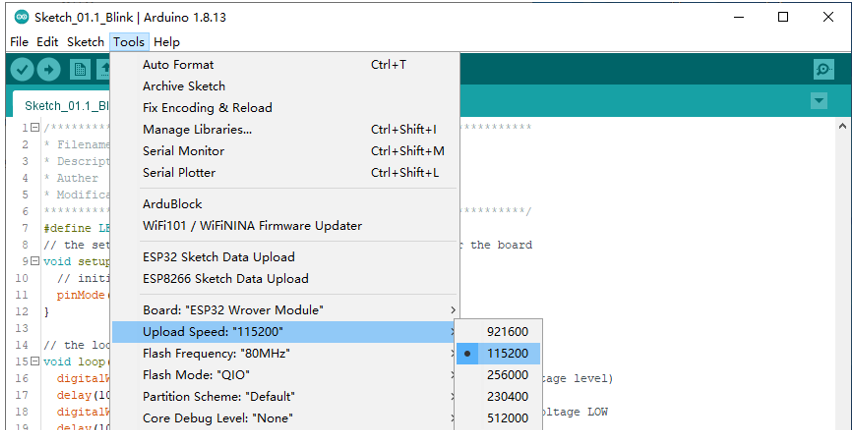 Sketch_01.1_Blink | Arduino 1.8.13
File Edit Sketch Tools Help
Auto Format Ctrl+T
Archive Sketch
Fix Encoding & Reload
Manage Libraries... Ctrl+Shift+I
Serial Monitor Ctrl+Shift+M
Serial Plotter Ctrl+Shift+L
ArduBlock
WiFi101 / WiFiNINA Firmware Updater
ESP32 Sketch Data Upload
ESP8266 Sketch Data Upload
Board: "ESP32 Wrover Module"
Upload Speed: "115200"
Flash Frequency: "80MHz"
Flash Mode: "QIO"
Partition Scheme: "Default"
Core Debug Level: "None"
921600
115200
256000
230400
512000
Sketch_01.1_Bl
1 /**********
2 * Filename
3 * Descript
4 * Auther
5 * Modifica
6 ********** **********/
7 #define LE
8 // the set r the board
9 void setup
10 // initi
11 pinMode(
12 }
13
14 // the loo
15 void loop(
16 digitalW tage level)
17 delay(10
18 digitalW ltage LOW
19 delay(10